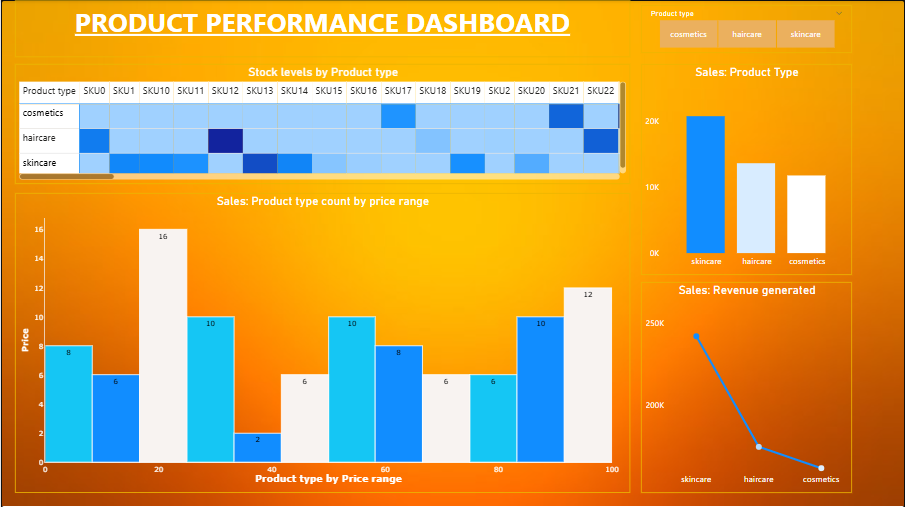 PRODUCT PERFORMANCE DASHBOARD
Product type
cosmetics haircare skincare
Stock levels by Product type
Product type SKU0 SKU1 SKU10 SKU11 SKU12 SKU13 SKU14 SKU15 SKU16 SKU17 SKU18 SKU19 SKU2 SKU20 SKU21 SKU22
cosmetics
haircare
skincare
Sales: Product Type
20K
10K
0K
skincare haircare cosmetics
Sales: Product type count by price range
Price
16
14
12
10
8
6
4
2
0
8 6 16 10 2 6 10 8 6 6 10 12
0 20 40 60 80 100
Product type by Price range
Sales: Revenue generated
250K
200K
skincare haircare cosmetics